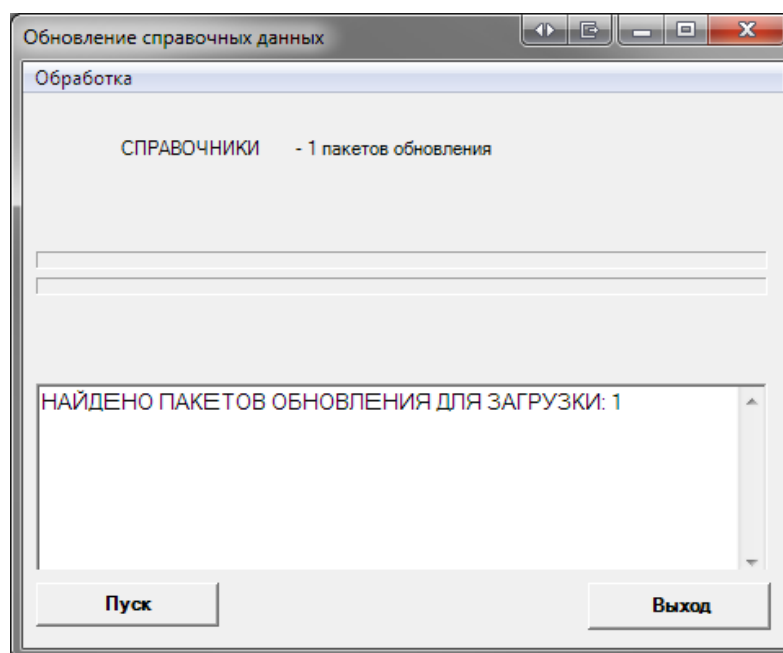 Обновление справочных данных
Обработка
СПРАВОЧНИКИ - 1 пакетов обновления
НАЙДЕНО ПАКЕТОВ ОБНОВЛЕНИЯ ДЛЯ ЗАГРУЗКИ: 1
Пуск Выход